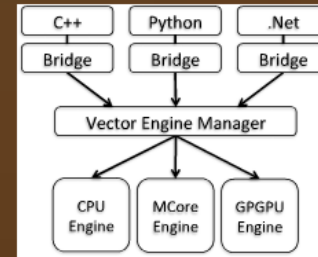 C++ Python .Net
Bridge Bridge Bridge
Vector Engine Manager
CPU MCore GPGPU
Engine Engine Engine